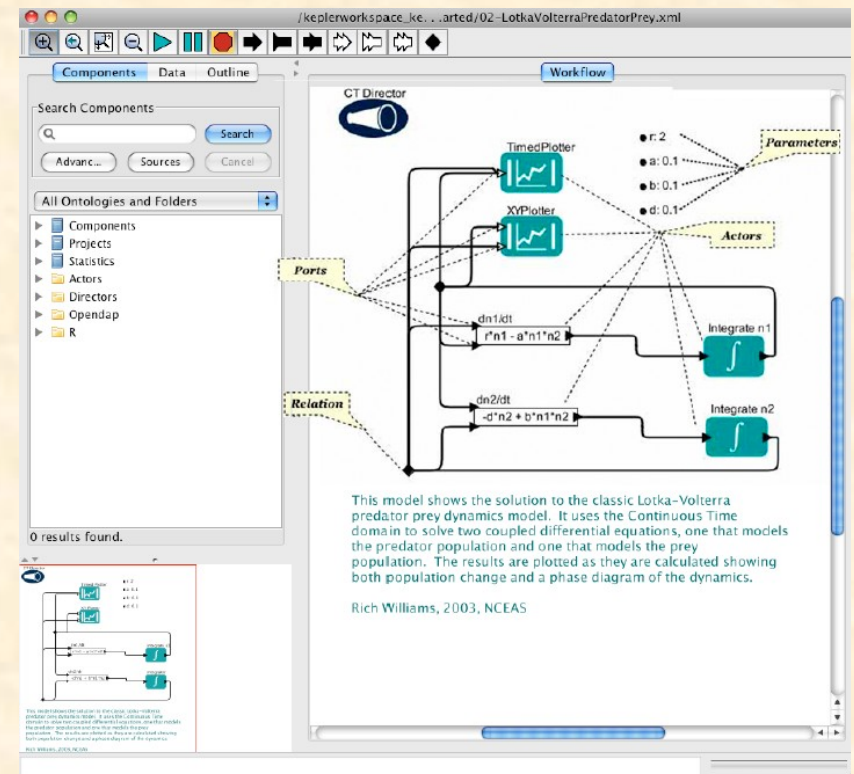 /keplerworkspace_ke. . .arted/02-LotkaVolterraPredatorPrey.xml
Components Data Outline
Search Components
Search
Advanc... Sources Cancel
All Ontologies and Folders
Components
Projects
Statistics
Actors
Directors
Opendap
R
0 results found.
Workflow
CT Director
TimedPlotter
r: 2
a: 0.1
b: 0.1
d: 0.1
Parameters
XYPlotter
Actors
Ports
dn1/dt
r*n1 - a*n1*n2
Integrate n1
∫
Relation
dn2/dt
-d*n2 + b*n1*n2
Integrate n2
∫
This model shows the solution to the classic Lotka-Volterra
predator prey dynamics model. It uses the Continuous Time
domain to solve two coupled differential equations, one that models
the predator population and one that models the prey
population. The results are plotted as they are calculated showing
both population change and a phase diagram of the dynamics.
Rich Williams, 2003, NCEAS